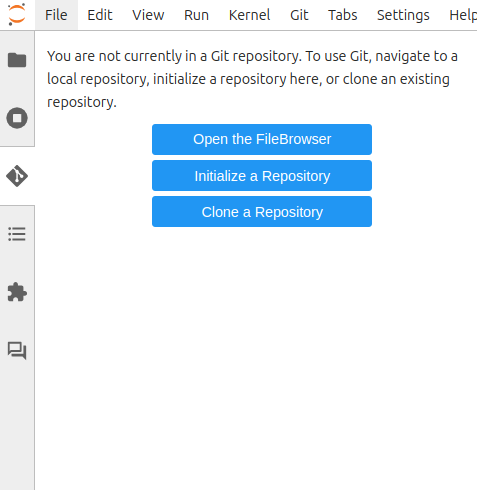 File Edit View Run Kernel Git Tabs Settings Help
You are not currently in a Git repository. To use Git, navigate to a
local repository, initialize a repository here, or clone an existing
repository.
Open the FileBrowser
Initialize a Repository
Clone a Repository